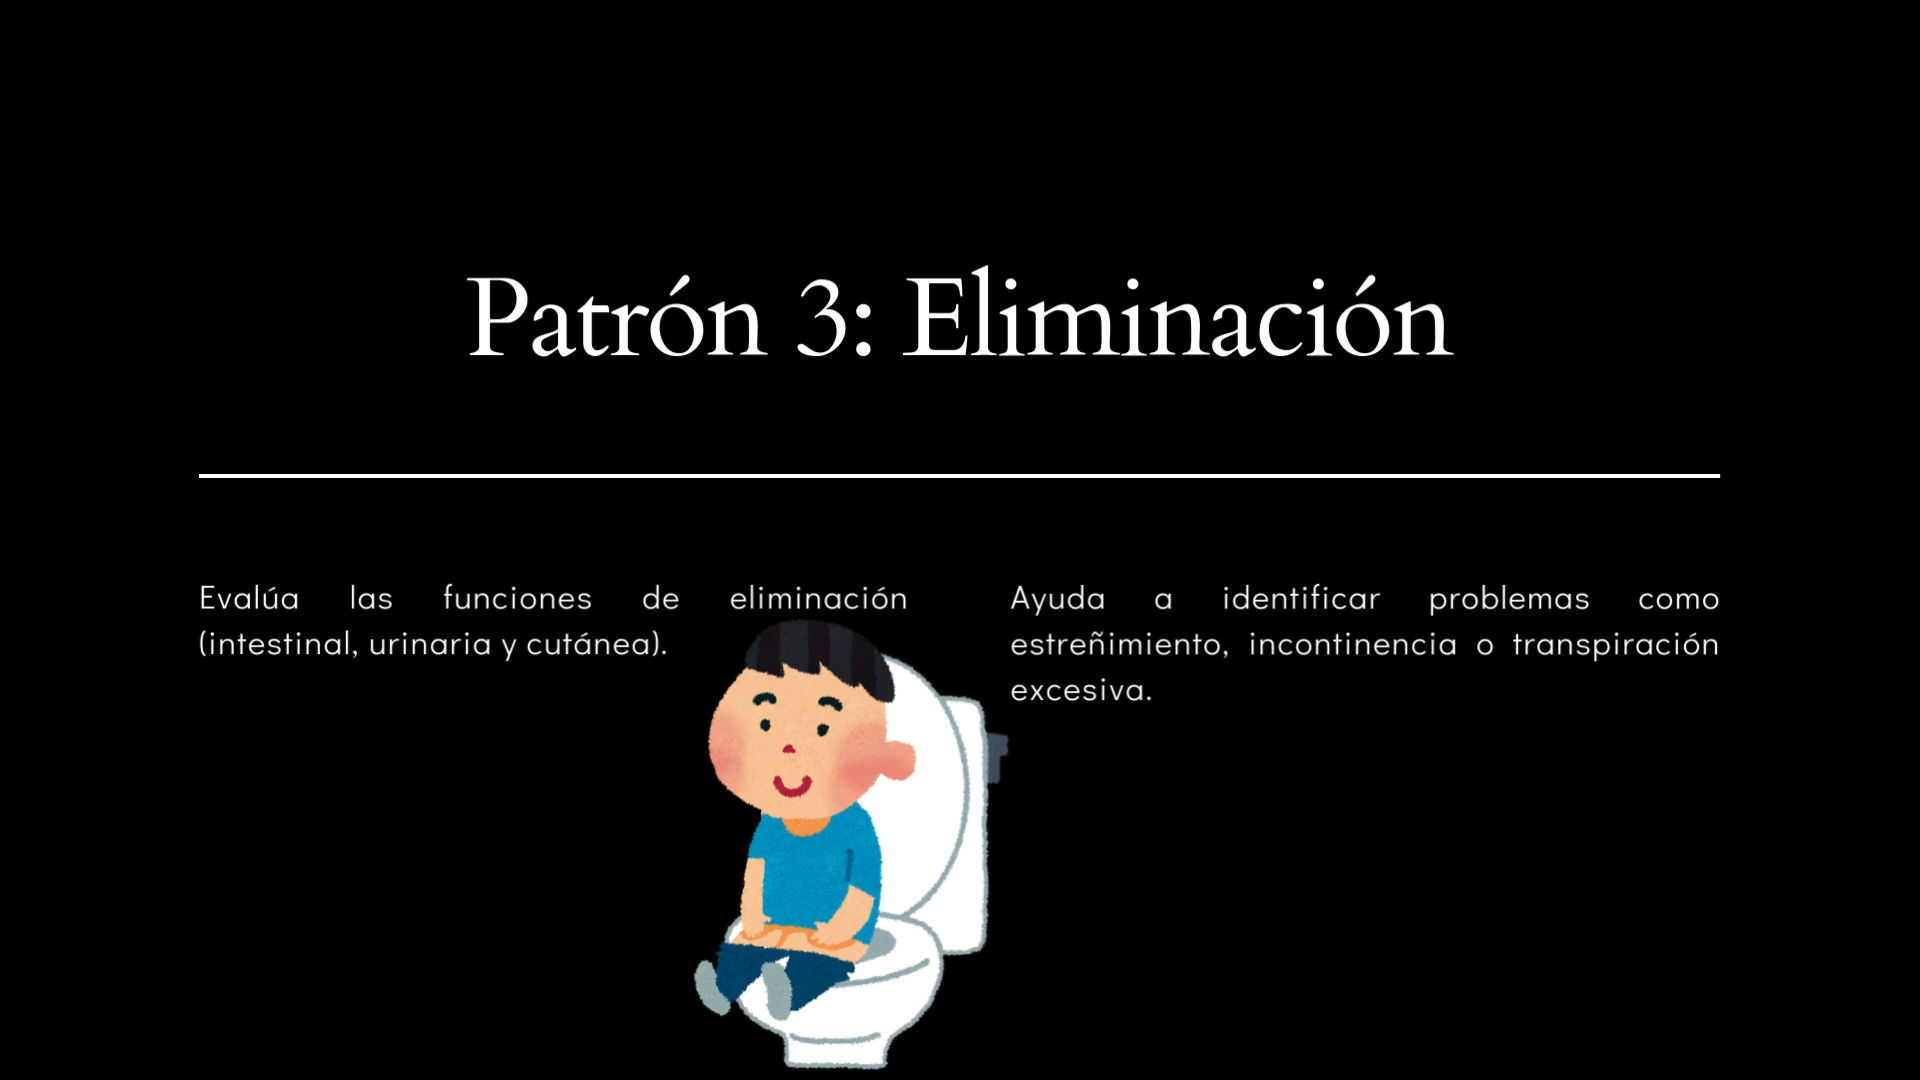 Patrón 3: Eliminación
Evalúa las funciones de eliminación
(intestinal, urinaria y cutánea).
Ayuda a identificar problemas como
estreñimiento, incontinencia o transpiración
excesiva.